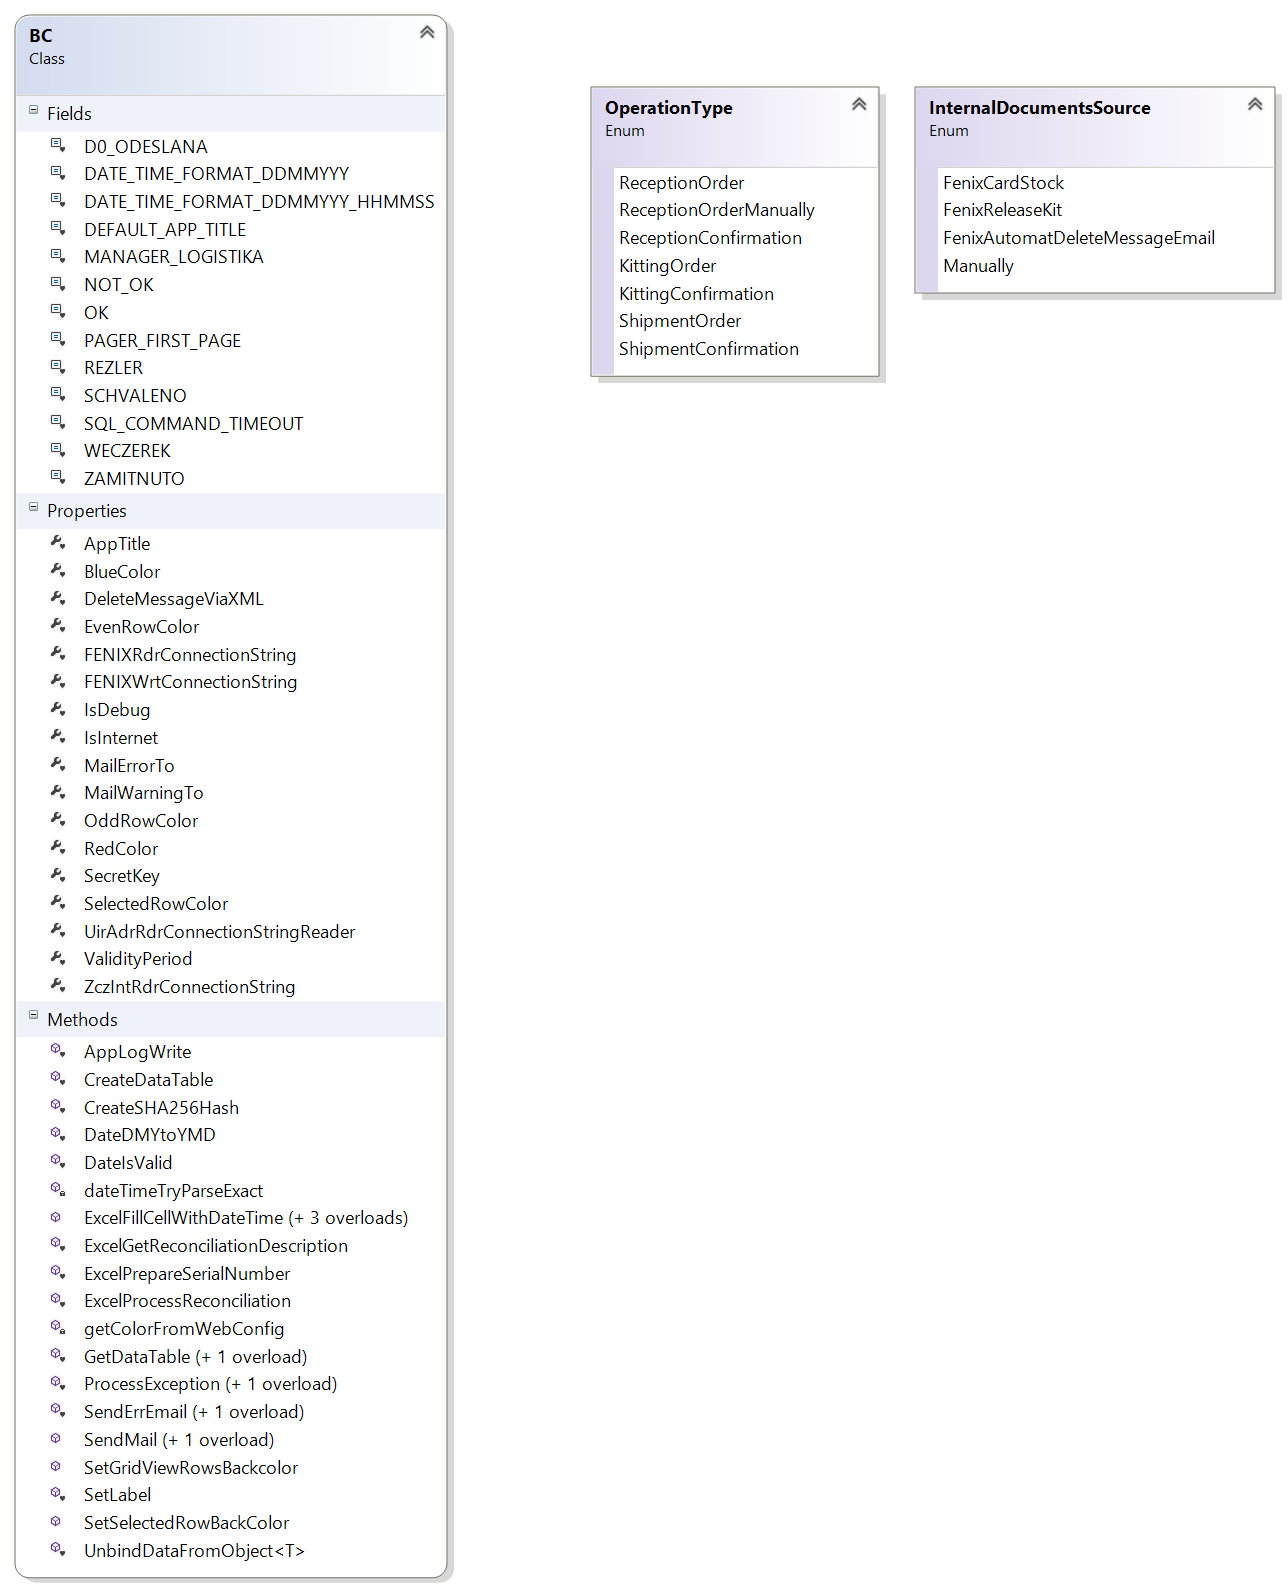 BC
Class
Fields
D0_ODESLANA
DATE_TIME_FORMAT_DDMMYYY
DATE_TIME_FORMAT_DDMMYYY_HHMMSS
DEFAULT_APP_TITLE
MANAGER_LOGISTIKA
NOT_OK
OK
PAGER_FIRST_PAGE
REZLER
SCHVALENO
SQL_COMMAND_TIMEOUT
WECZEREK
ZAMITNUTO
Properties
AppTitle
BlueColor
DeleteMessageViaXML
EvenRowColor
FENIXRdrConnectionString
FENIXWrtConnectionString
IsDebug
IsInternet
MailErrorTo
MailWarningTo
OddRowColor
RedColor
SecretKey
SelectedRowColor
UirAdrRdrConnectionStringReader
ValidityPeriod
ZczIntRdrConnectionString
Methods
AppLogWrite
CreateDataTable
CreateSHA256Hash
DateDMYtoYMD
DateIsValid
dateTimeTryParseExact
ExcelFillCellWithDateTime (+ 3 overloads)
ExcelGetReconciliationDescription
ExcelPrepareSerialNumber
ExcelProcessReconciliation
getColorFromWebConfig
GetDataTable (+ 1 overload)
ProcessException (+ 1 overload)
SendErrEmail (+ 1 overload)
SendMail (+ 1 overload)
SetGridViewRowsBackcolor
SetLabel
SetSelectedRowBackColor
UnbindDataFromObject<T>
OperationType
Enum
ReceptionOrder
ReceptionOrderManually
ReceptionConfirmation
KittingOrder
KittingConfirmation
ShipmentOrder
ShipmentConfirmation
InternalDocumentsSource
Enum
FenixCardStock
FenixReleaseKit
FenixAutomatDeleteMessageEmail
Manually